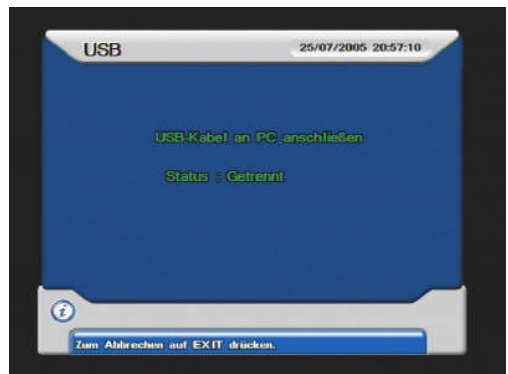 USB
25/07/2005 20:57:10
USB-Kabel an PC anschließen
Status : Getrennt
Zum Abbrechen auf EXIT drücken.